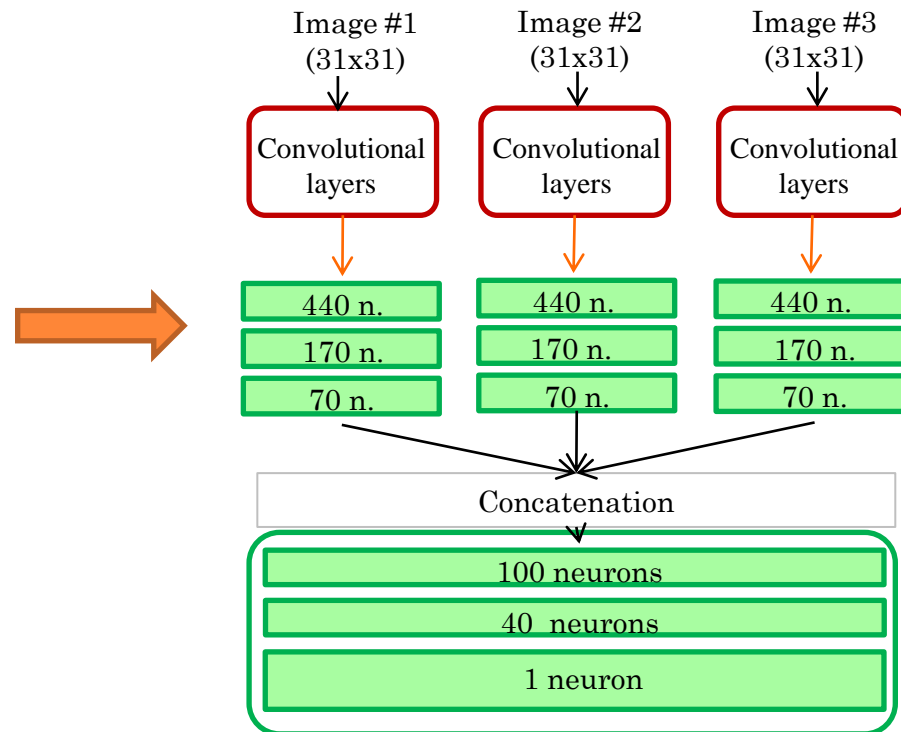 Image #1 Image #2 Image #3
(31x31) (31x31) (31x31)
Convolutional Convolutional Convolutional
layers layers layers
440 n. 440 n. 440 n.
170 n. 170 n. 170 n.
70 n. 70 n. 70 n.
Concatenation
100 neurons
40 neurons
1 neuron